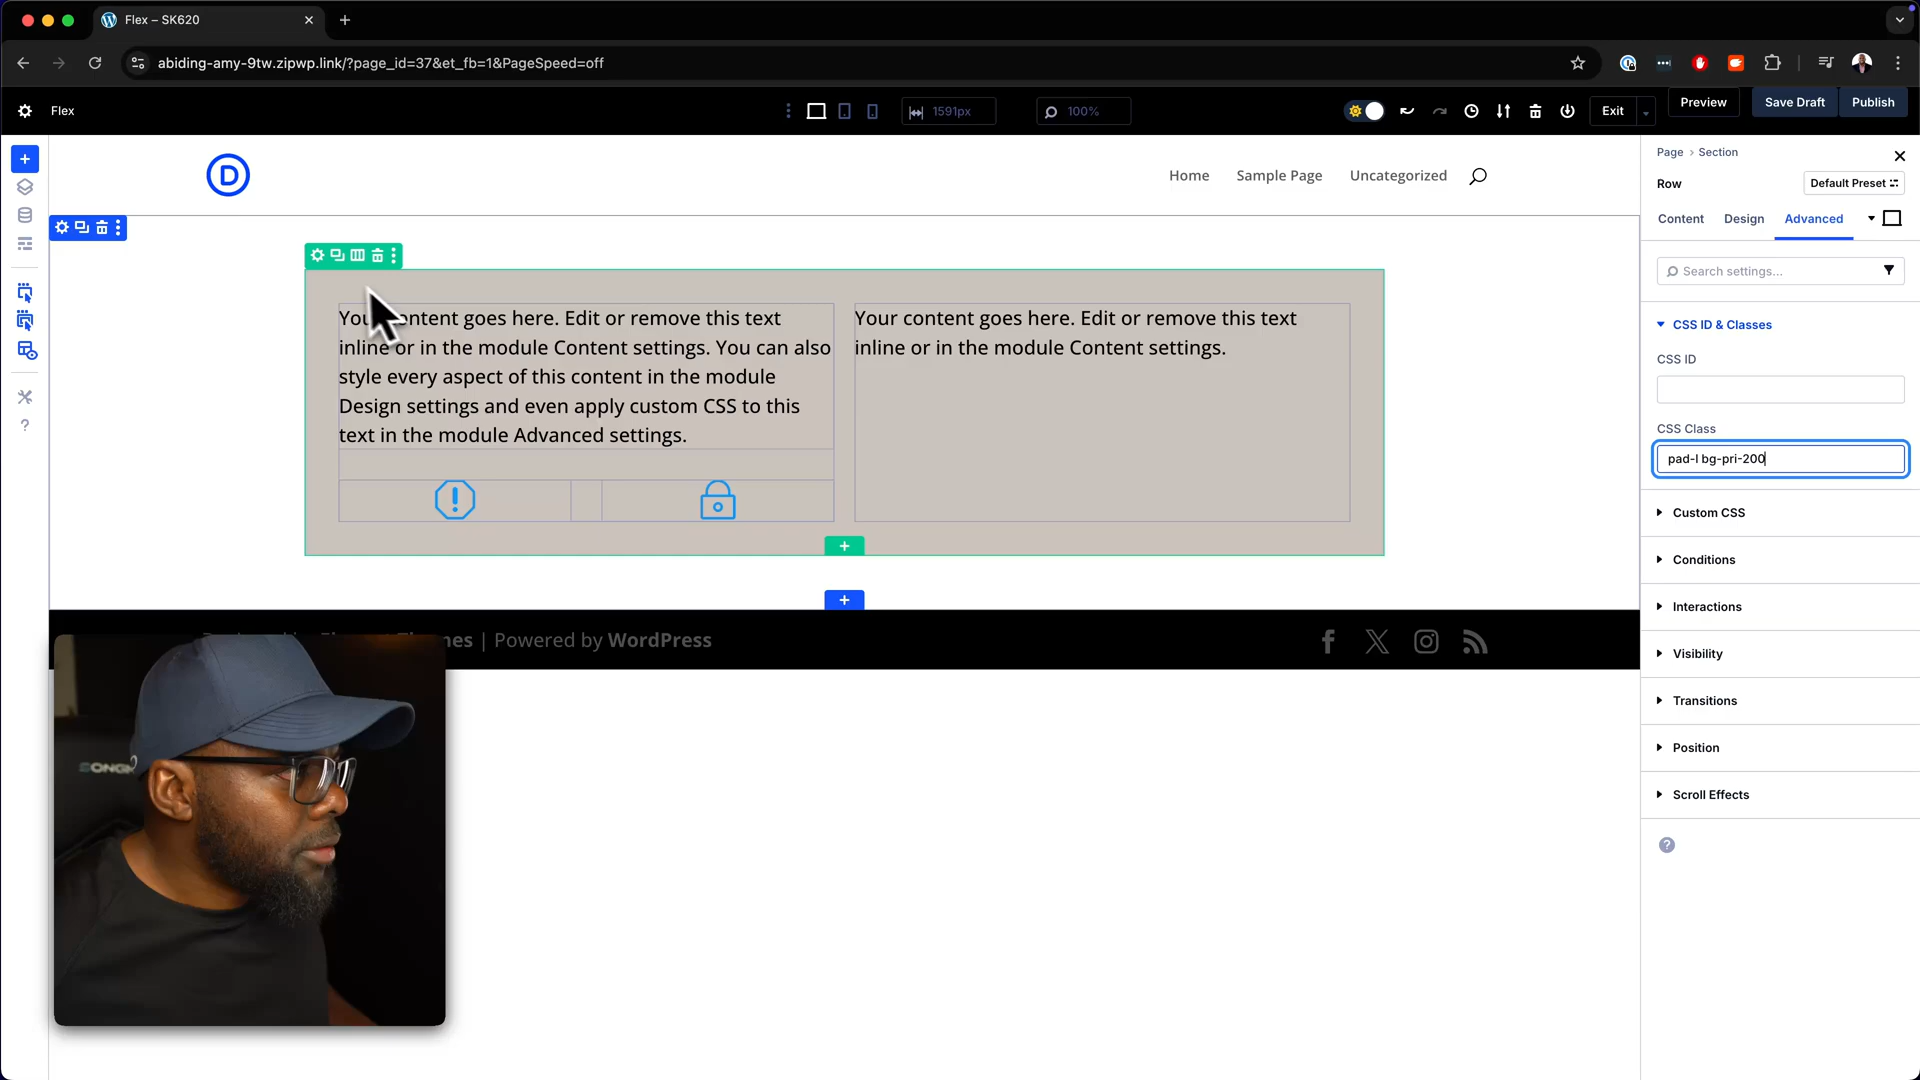 Flex – SK620
abiding-amy-9tw.zipwp.link/?page_id=37&et_fb=1&PageSpeed=off
Flex
1591px
100%
Exit
Preview
Save Draft
Publish
D
Home
Sample Page
Uncategorized
Page › Section
Row
Default Preset
Content
Design
Advanced
Search settings...
CSS ID & Classes
CSS ID
CSS Class
pad-l bg-pri-200
Custom CSS
Conditions
Interactions
Visibility
Transitions
Position
Scroll Effects
content goes here. Edit or remove this text
inline or in the module Content settings. You can also
style every aspect of this content in the module
Design settings and even apply custom CSS to this
text in the module Advanced settings.
Your content goes here. Edit or remove this text
inline or in the module Content settings.
| Powered by WordPress